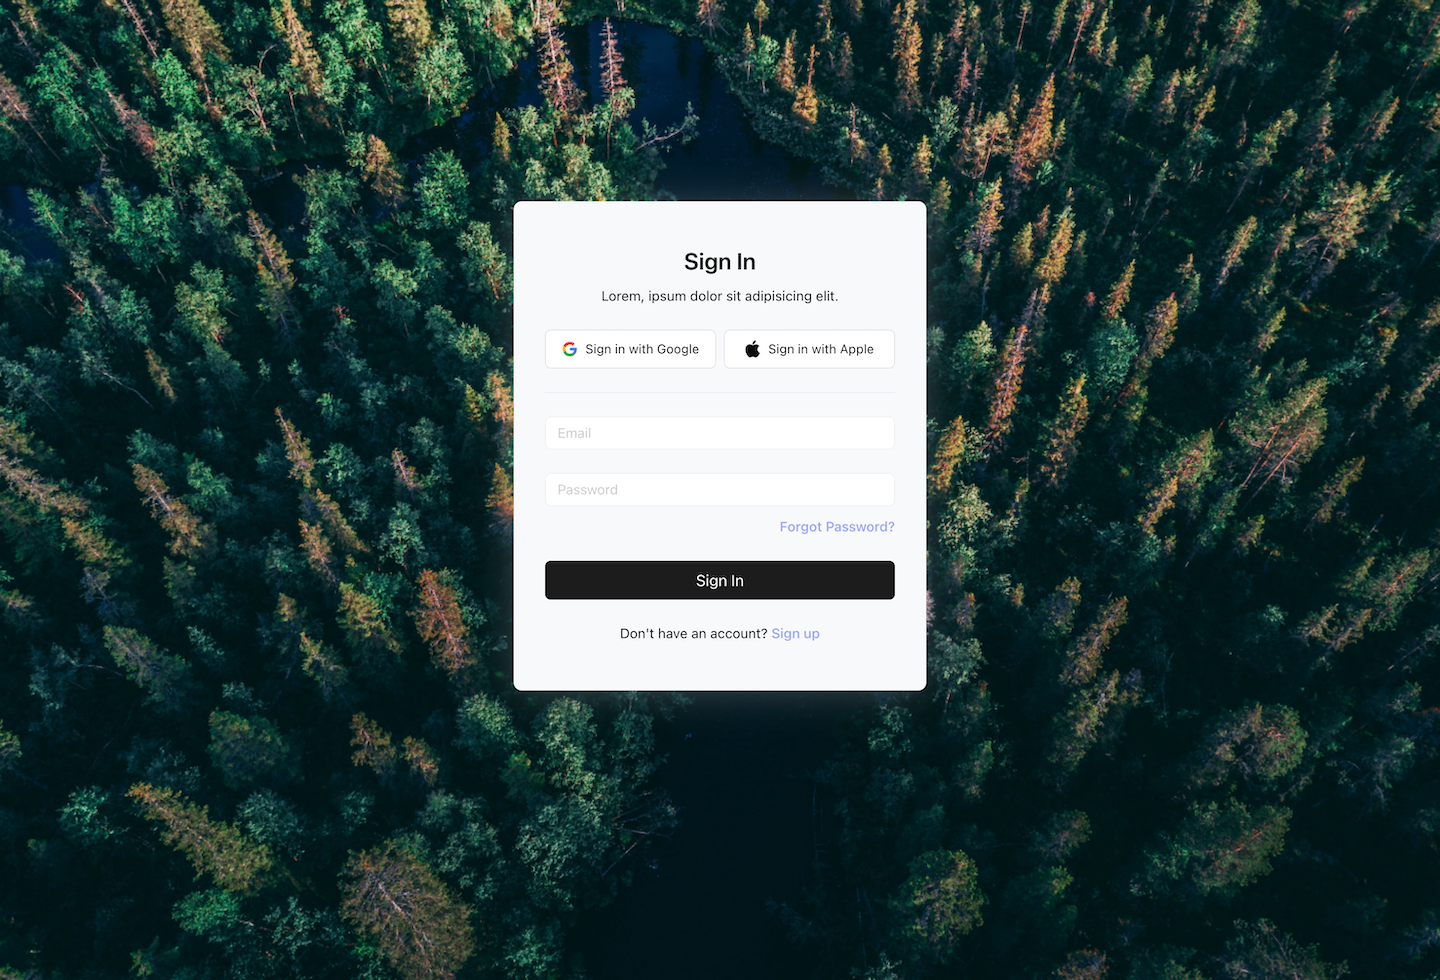 Sign In
Lorem, ipsum dolor sit adipisicing elit.
Sign in with Google
Sign in with Apple
Email
Password
Forgot Password?
Sign In
Don't have an account? Sign up